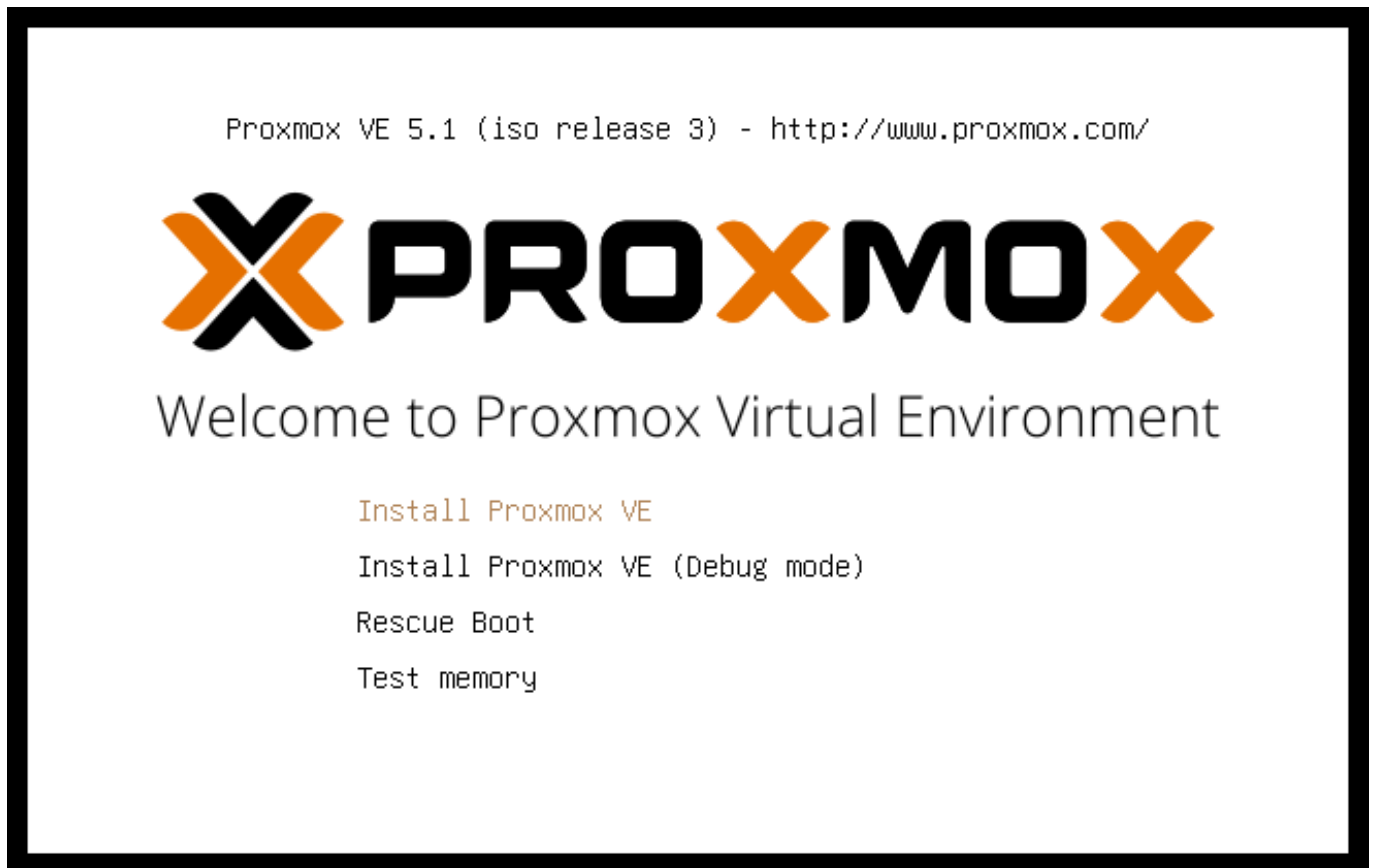 Proxmox VE 5.1 (iso release 3) - http://www.proxmox.com/
PROXMOX
Welcome to Proxmox Virtual Environment
Install Proxmox VE
Install Proxmox VE (Debug mode)
Rescue Boot
Test memory